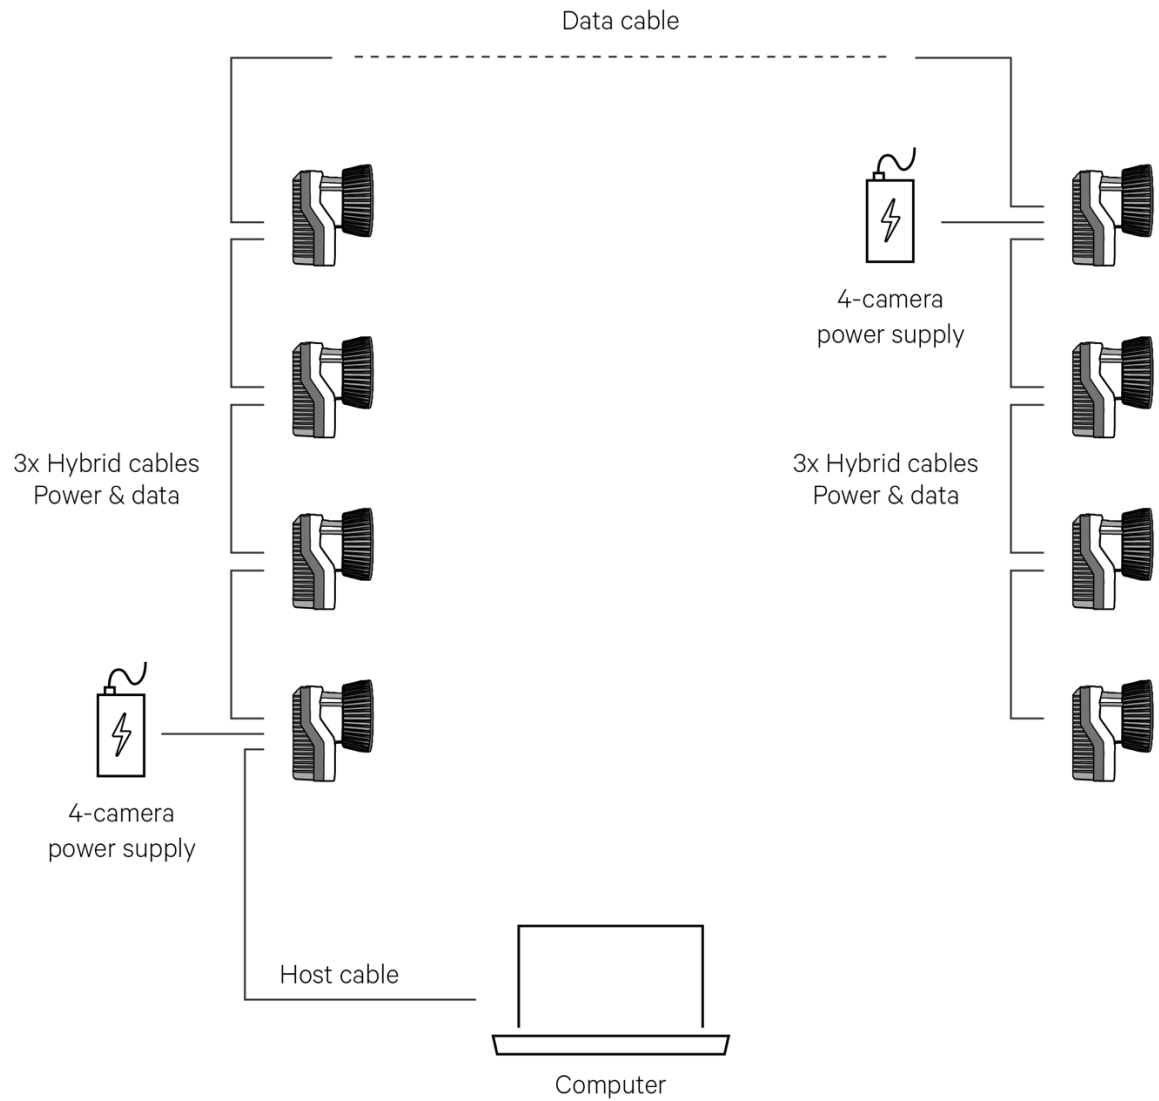 Data cable
4-camera
power supply
3x Hybrid cables
Power & data
3x Hybrid cables
Power & data
4-camera
power supply
Host cable
Computer